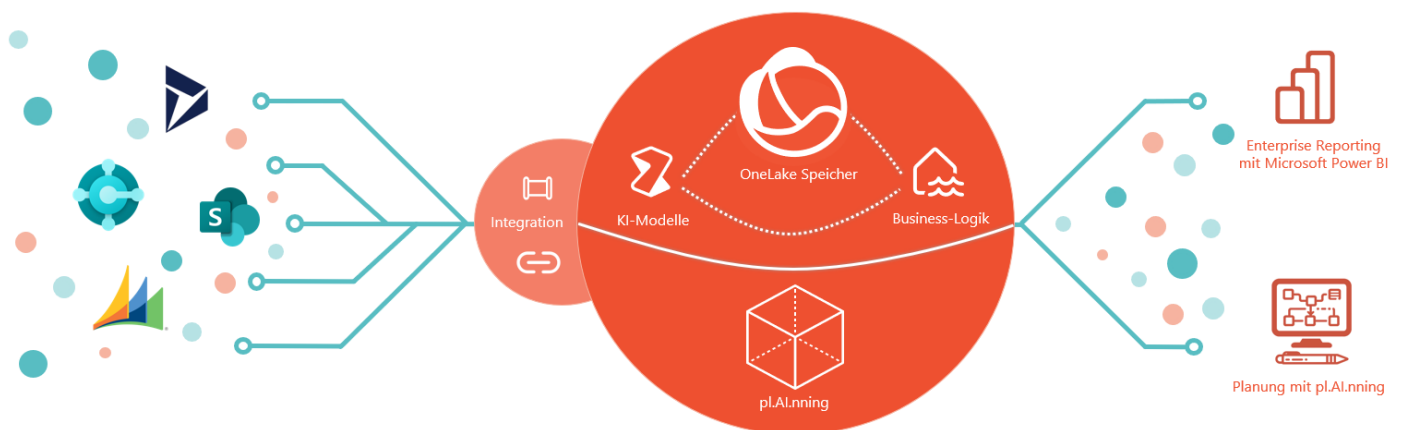 S
Integration
KI-Modelle
OneLake Speicher
Business-Logik
pl.AI.nning
Enterprise Reporting
mit Microsoft Power BI
Planung mit pl.AI.nning